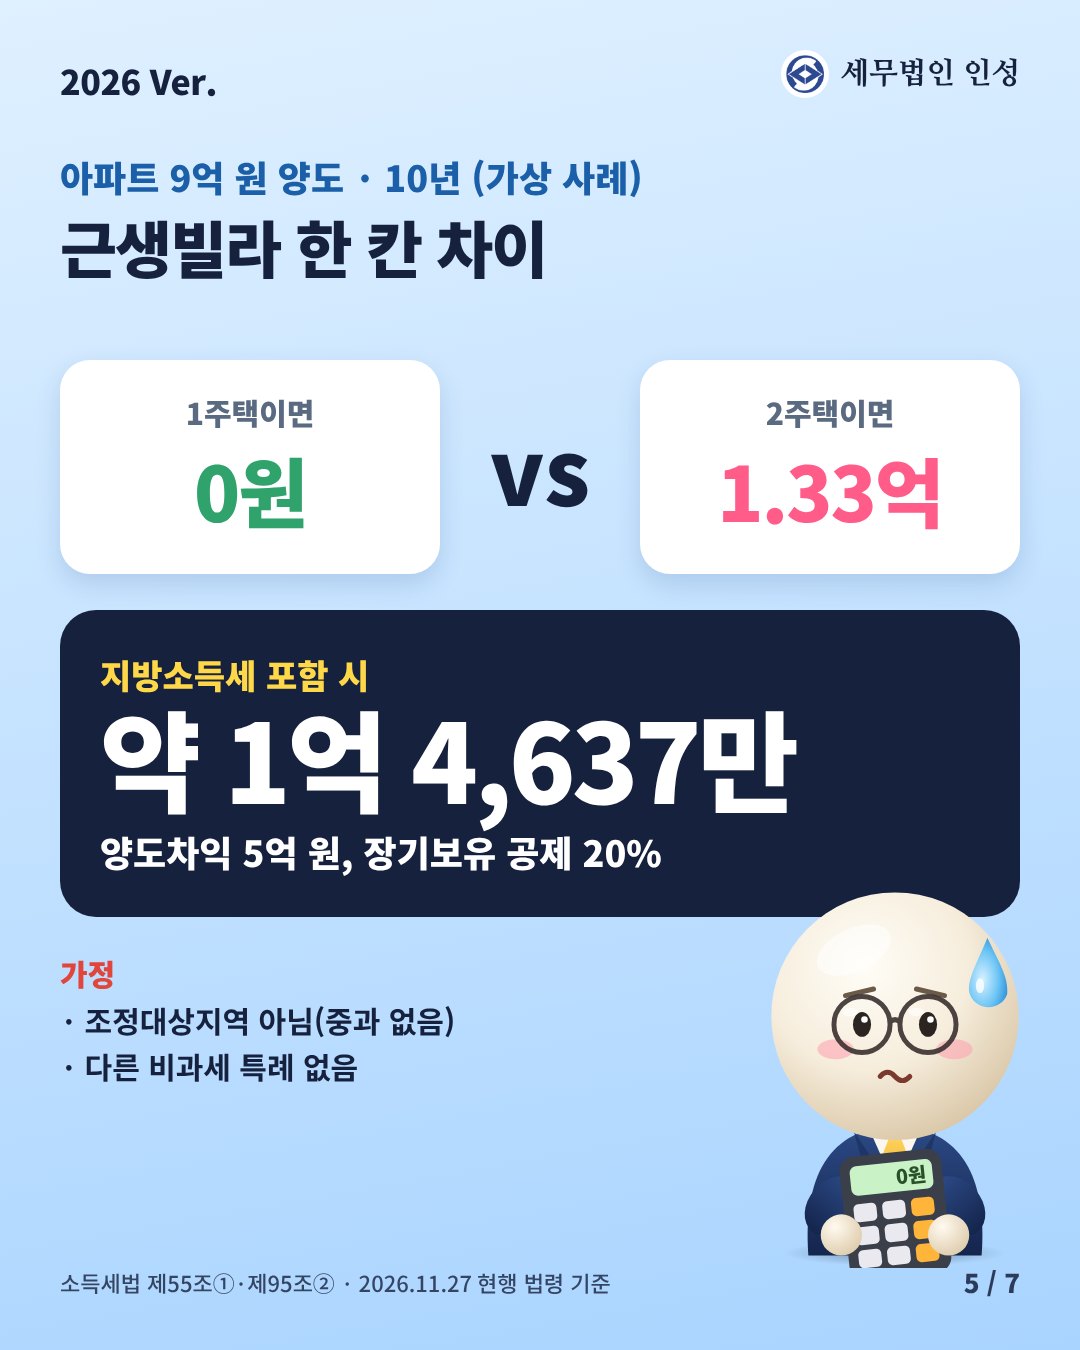 2026 Ver.
세무법인 인성
아파트 9억 원 양도 · 10년 (가상 사례)
근생빌라 한 칸 차이
1주택이면
0원
VS
2주택이면
1.33억
지방소득세 포함 시
약 1억 4,637만
양도차익 5억 원, 장기보유 공제 20%
가정
· 조정대상지역 아님(중과 없음)
· 다른 비과세 특례 없음
0원
소득세법 제55조①·제95조② · 2026.11.27 현행 법령 기준
5 / 7